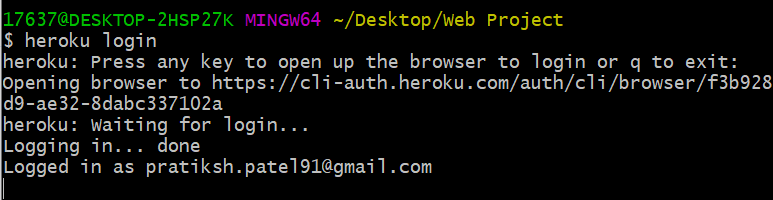 17637@DESKTOP-2HSP27K MINGW64 ~/Desktop/Web Project
$ heroku login
heroku: Press any key to open up the browser to login or q to exit:
Opening browser to https://cli-auth.heroku.com/auth/cli/browser/f3b928
d9-ae32-8dabc337102a
heroku: Waiting for login...
Logging in... done
Logged in as pratiksh.patel91@gmail.com